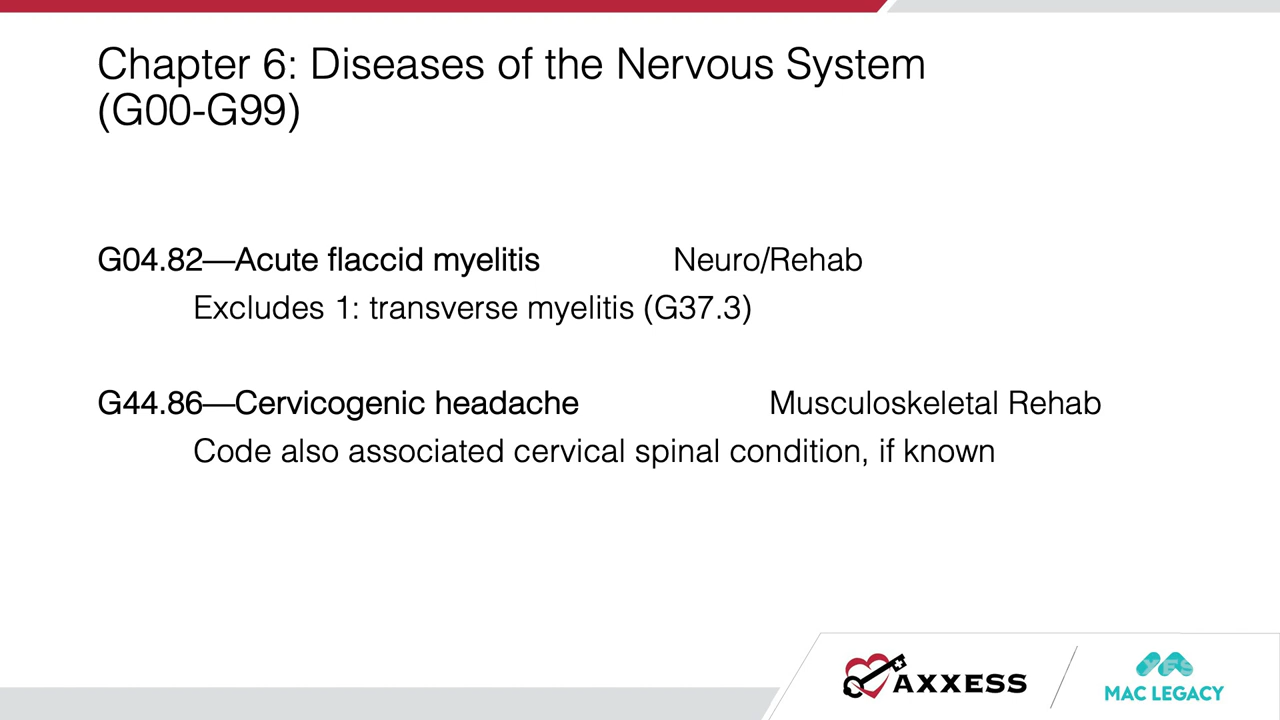 Chapter 6: Diseases of the Nervous System
(G00-G99)
G04.82—Acute flaccid myelitis Neuro/Rehab
Excludes 1: transverse myelitis (G37.3)
G44.86—Cervicogenic headache Musculoskeletal Rehab
Code also associated cervical spinal condition, if known
AXXESS
MAC LEGACY